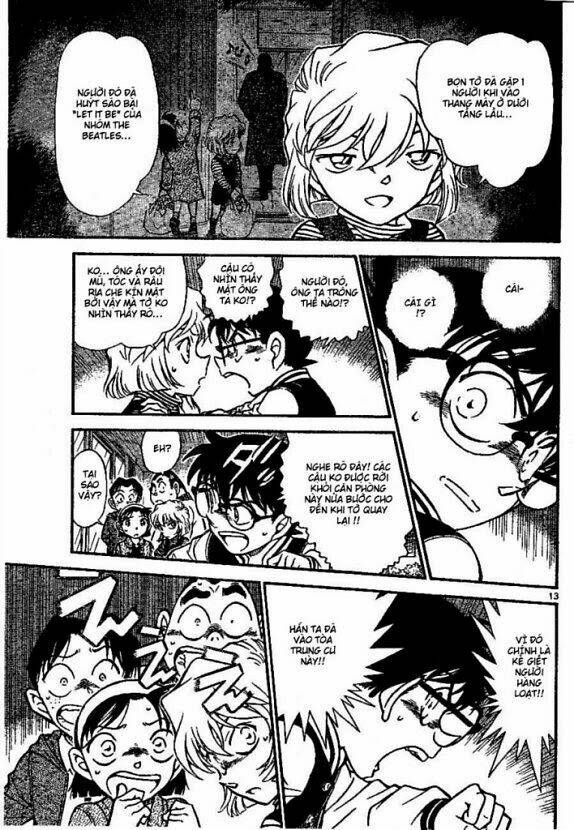 BỌN TỚ ĐÃ GẶP 1
NGƯỜI KHI VÀO
THANG MÁY Ở DƯỚI
TẦNG LẦU...
NGƯỜI ĐÓ ĐÃ
HUÝT SÁO BÀI
"LET IT BE" CỦA
NHÓM THE
BEATLES...
CÁI-
CÁI GÌ
!?
NGƯỜI ĐÓ,
ÔNG TA TRÔNG
THẾ NÀO!?
CẬU CÓ
NHÌN THẤY
MẶT ÔNG
TA KO!?
KO... ÔNG ẤY ĐỘI
MŨ, TÓC VÀ RÂU
RIA CHE KÍN MẶT
BỞI VẬY MÀ TỚ KO
NHÌN THẤY RÕ...
NGHE RÕ ĐÂY! CÁC
CẬU KO ĐƯỢC RỜI
KHỎI CĂN PHÒNG
NÀY NỬA BƯỚC CHO
ĐẾN KHI TỚ QUAY
LẠI !!
EH?
TẠI
SAO
VẬY?
13
VÌ ĐÓ
CHÍNH LÀ
KẺ GIẾT
NGƯỜI
HÀNG
LOẠT!!
HẮN TA ĐÃ
VÀO TÒA
TRUNG CƯ
NÀY!!